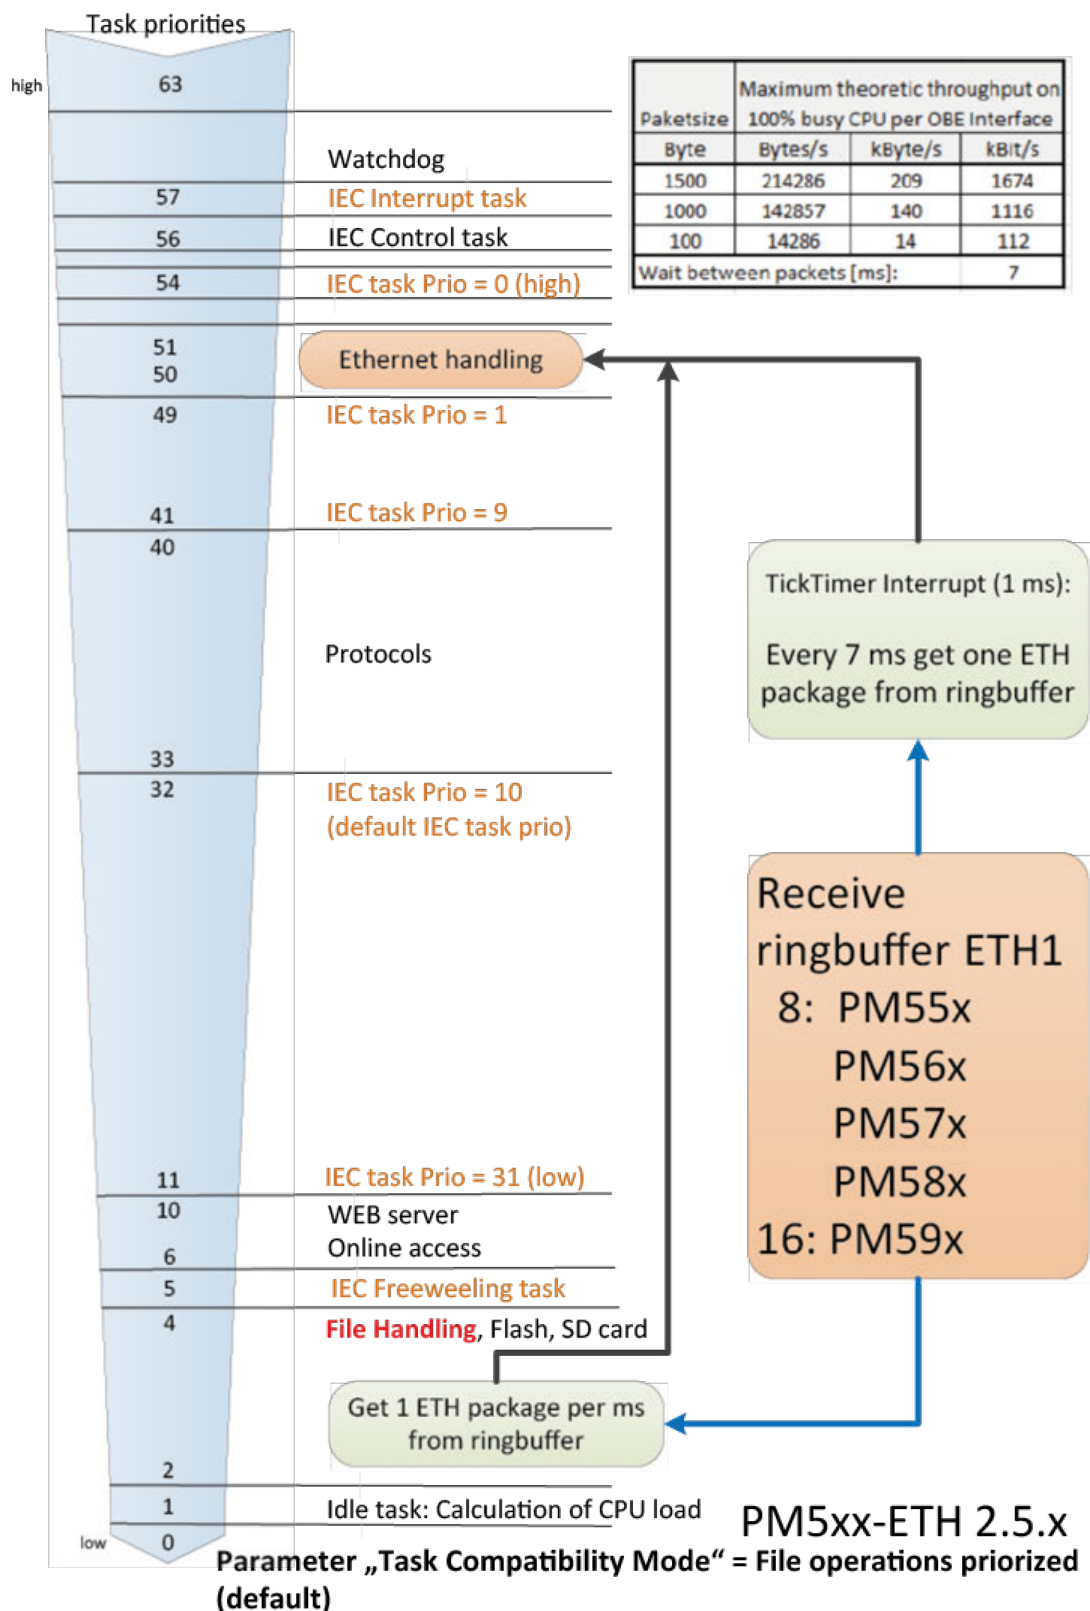 Task priorities
high
63
Watchdog
57
IEC Interrupt task
56
IEC Control task
54
IEC task Prio = 0 (high)
51
50
Ethernet handling
49
IEC task Prio = 1
41
IEC task Prio = 9
40
Protocols
33
32
IEC task Prio = 10
(default IEC task prio)
11
IEC task Prio = 31 (low)
10
WEB server
Online access
6
5
IEC Freeweeling task
4
File Handling, Flash, SD card
Get 1 ETH package per ms
from ringbuffer
2
1
Idle task: Calculation of CPU load
low
0
Paketsize
Maximum theoretic throughput on
100% busy CPU per OBE Interface
Byte Bytes/s kByte/s kBit/s
1500 214286 209 1674
1000 142857 140 1116
100 14286 14 112
Wait between packets [ms]: 7
TickTimer Interrupt (1 ms):
Every 7 ms get one ETH
package from ringbuffer
Receive
ringbuffer ETH1
8: PM55x
PM56x
PM57x
PM58x
16: PM59x
PM5xx-ETH 2.5.x
Parameter „Task Compatibility Mode“ = File operations priorized
(default)